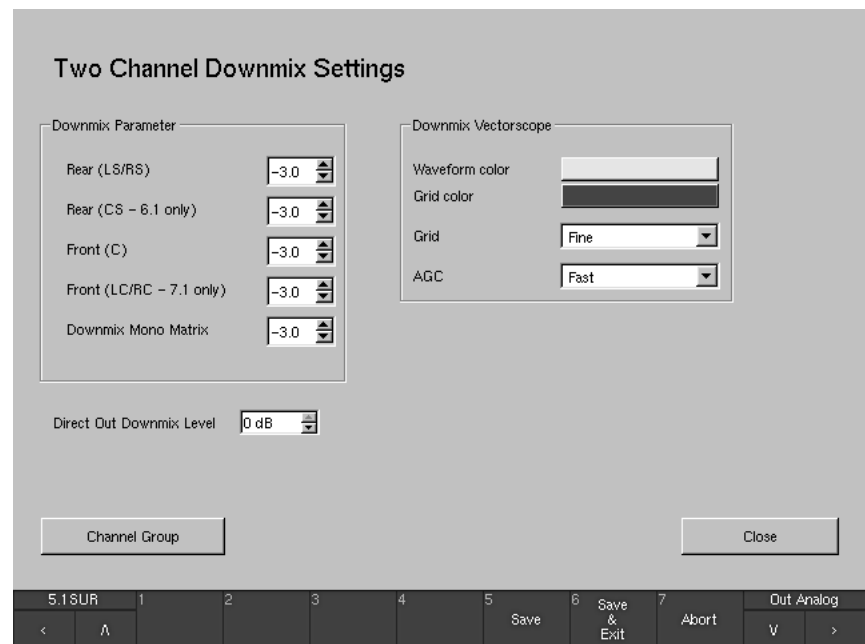 Two Channel Downmix Settings
Downmix Parameter
Rear (LS/RS) -3.0
Rear (CS - 6.1 only) -3.0
Front (C) -3.0
Front (LC/RC - 7.1 only) -3.0
Downmix Mono Matrix -3.0
Downmix Vectorscope
Waveform color
Grid color
Grid Fine
AGC Fast
Direct Out Downmix Level 0 dB
Channel Group
Close
5.1SUR 1 2 3 4 5 Save 6 Save & Exit 7 Abort Out Analog
< Λ V >